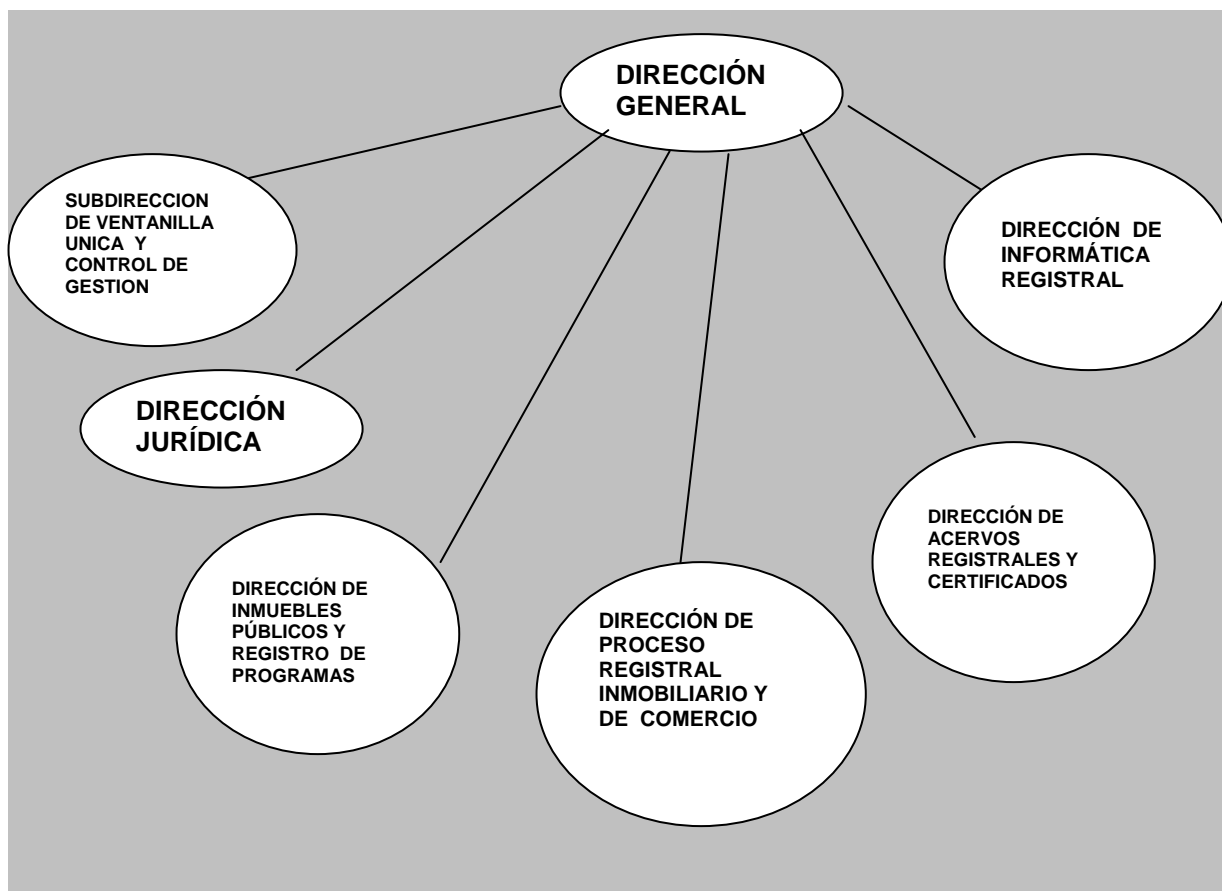 DIRECCIÓN
GENERAL
SUBDIRECCION
DE VENTANILLA
UNICA Y
CONTROL DE
GESTION
DIRECCIÓN DE
INFORMÁTICA
REGISTRAL
DIRECCIÓN
JURÍDICA
DIRECCIÓN DE
ACERVOS
REGISTRALES Y
CERTIFICADOS
DIRECCIÓN DE
INMUEBLES
PÚBLICOS Y
REGISTRO DE
PROGRAMAS
DIRECCIÓN DE
PROCESO
REGISTRAL
INMOBILIARIO Y
DE COMERCIO